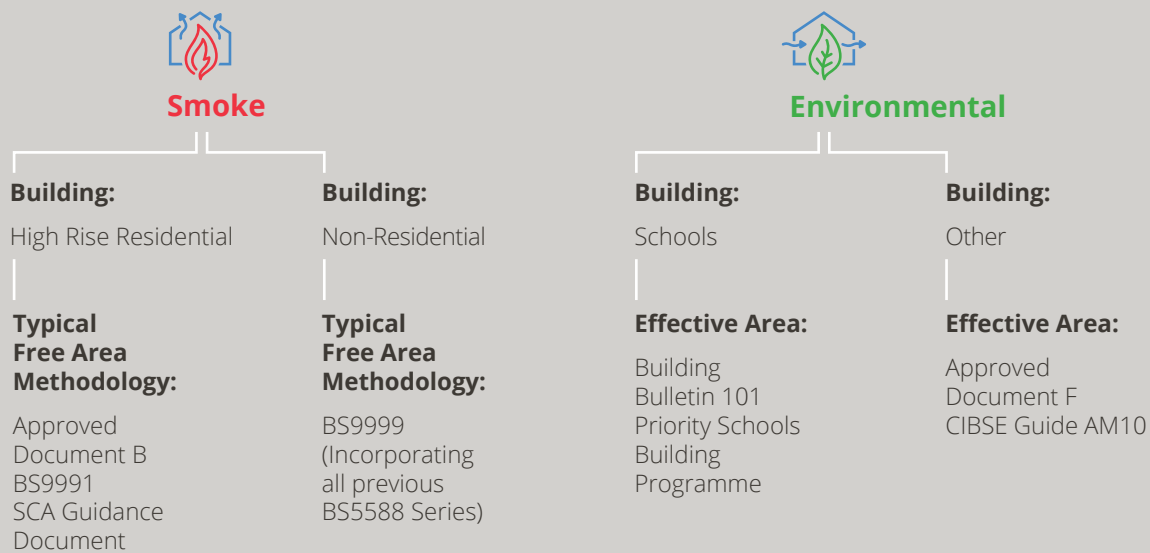 Smoke
Building:
High Rise Residential
Typical
Free Area
Methodology:
Approved
Document B
BS9991
SCA Guidance
Document
Building:
Non-Residential
Typical
Free Area
Methodology:
BS9999
(Incorporating
all previous
BS5588 Series)
Environmental
Building:
Schools
Effective Area:
Building
Bulletin 101
Priority Schools
Building
Programme
Building:
Other
Effective Area:
Approved
Document F
CIBSE Guide AM10